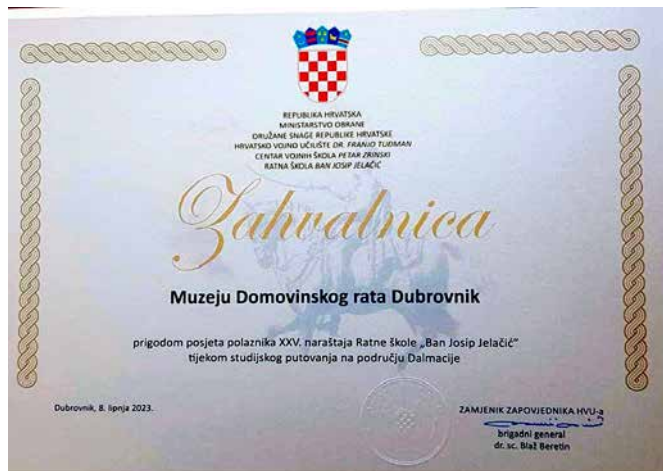 REPUBLIKA HRVATSKA
MINISTARSTVO OBRANE
ORUŽANE SNAGE REPUBLIKE HRVATSKE
HRVATSKO VOJNO UČILIŠTE DR. FRANJO TUĐMAN
CENTAR VOJNIH ŠKOLA PETAR ZRINSKI
RATNA ŠKOLA BAN JOSIP JELAČIĆ
Zahvalnica
Muzeju Domovinskog rata Dubrovnik
prigodom posjeta polaznika XXV. naraštaja Ratne škole „Ban Josip Jelačić“
tijekom studijskog putovanja na području Dalmacije
Dubrovnik, 8. lipnja 2023.
ZAMJENIK ZAPOVJEDNIKA HVU-a
brigadni general
dr. sc. Blaž Beretin